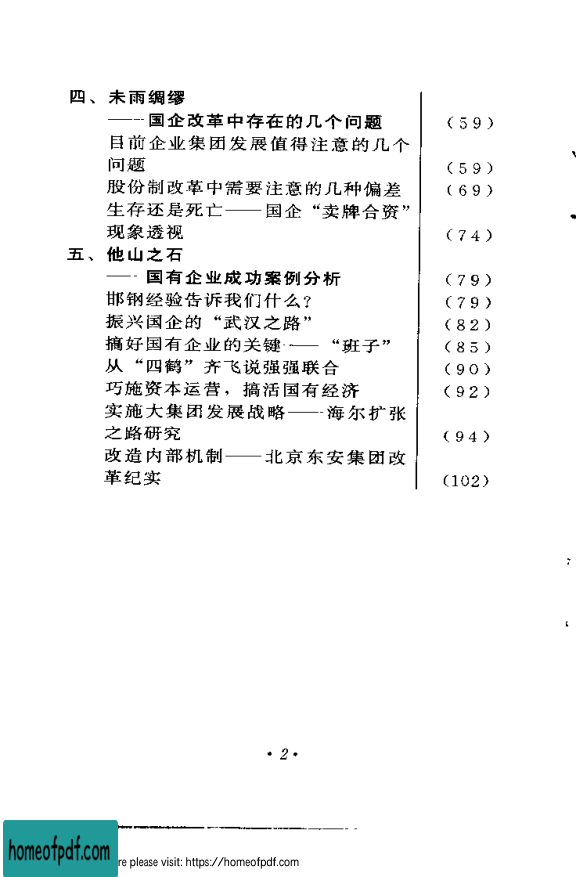 四、未雨绸缪
——国企改革中存在的几个问题 (59)
目前企业集团发展值得注意的几个
问题 (59)
股份制改革中需要注意的几种偏差 (69)
生存还是死亡——国企“卖牌合资”
现象透视 (74)
五、他山之石
——国有企业成功案例分析 (79)
邯钢经验告诉我们什么? (79)
振兴国企的“武汉之路” (82)
搞好国有企业的关键——“班子” (85)
从“四鹤”齐飞说强强联合 (90)
巧施资本运营，搞活国有经济 (92)
实施大集团发展战略——海尔扩张
之路研究 (94)
改造内部机制——北京东安集团改
革纪实 (102)
·2·
homeofpdf.com
re please visit: https://homeofpdf.com